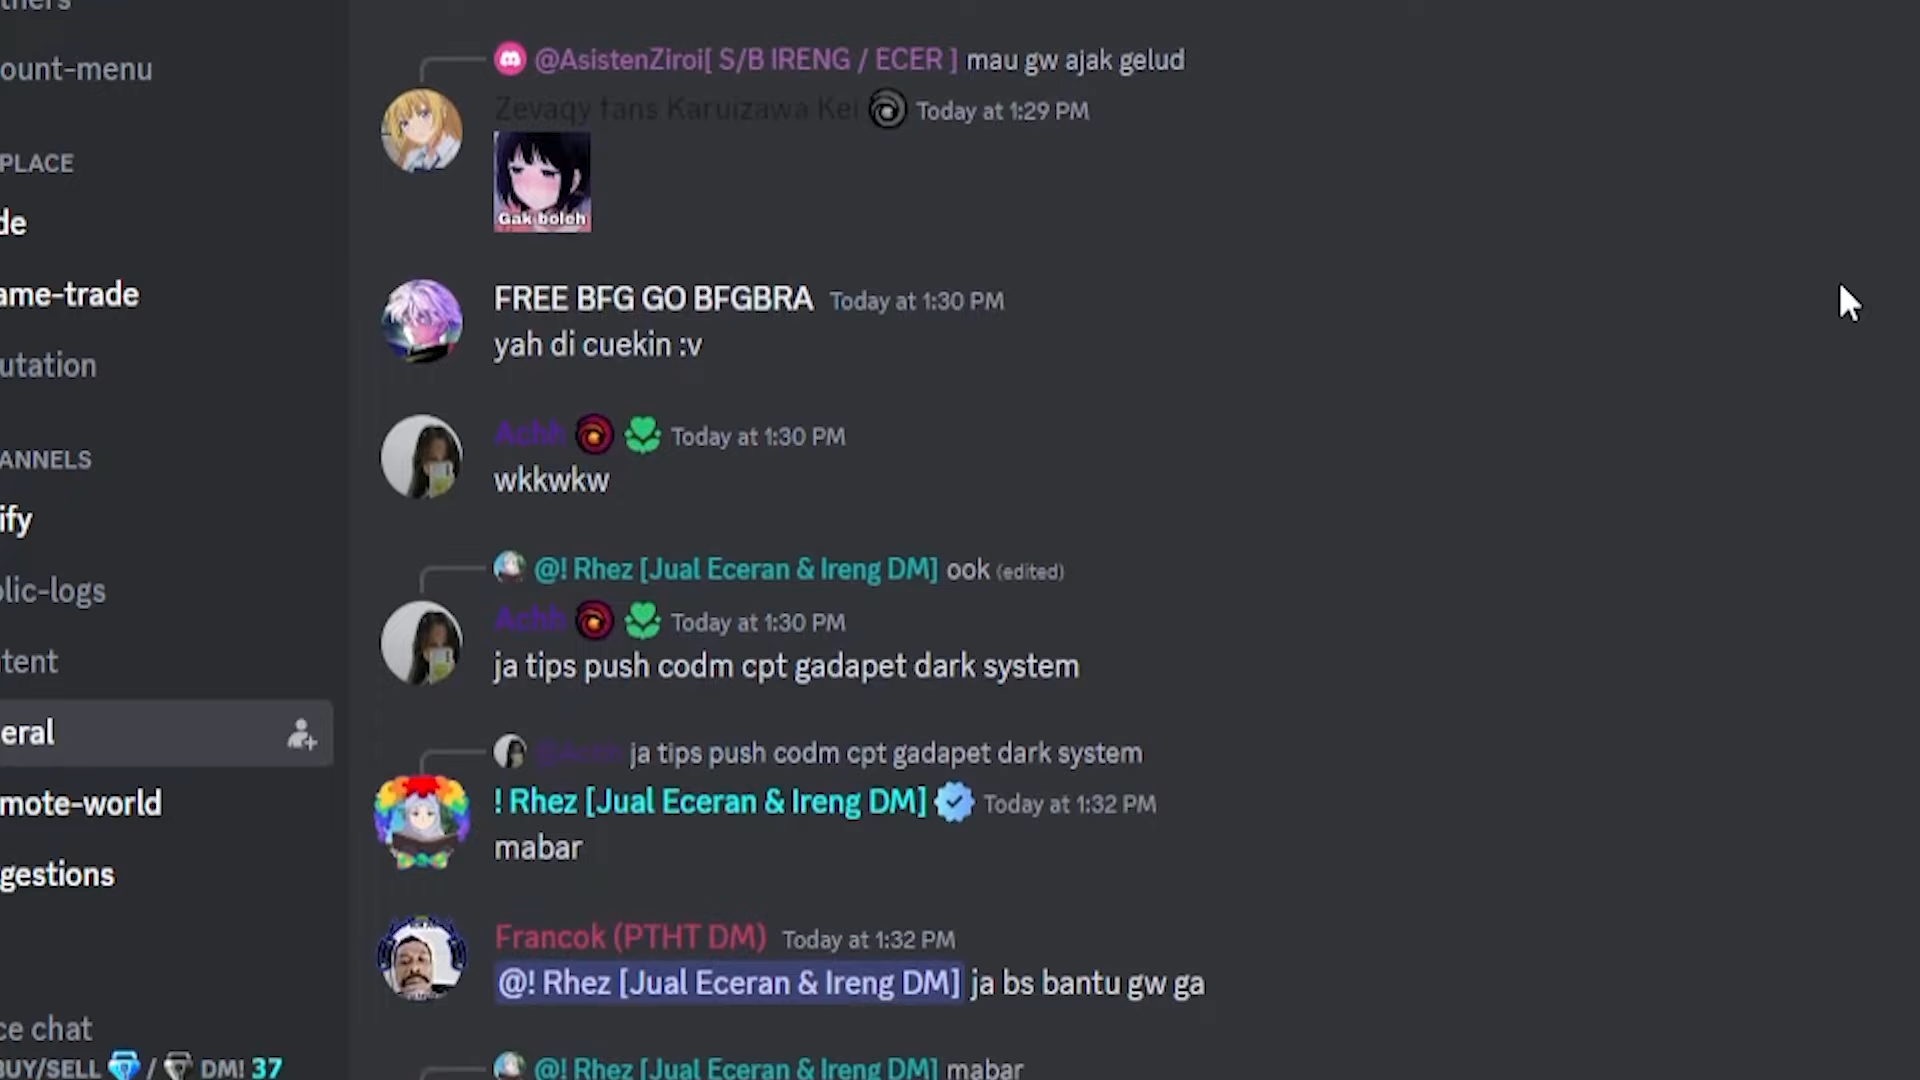 ount-menu
PLACE
de
ame-trade
utation
ANNELS
ify
lic-logs
tent
eral
mote-world
gestions
ce chat
BUY/SELL / DM! 37
@AsistenZiroi[ S/B IRENG / ECER ] mau gw ajak gelud
Zevaqy fans Karuizawa Kei Today at 1:29 PM
Gak boleh
FREE BFG GO BFGBRA Today at 1:30 PM
yah di cuekin :v
Achh Today at 1:30 PM
wkkwkw
@! Rhez [Jual Eceran & Ireng DM] ook (edited)
Achh Today at 1:30 PM
ja tips push codm cpt gadapet dark system
@Achh ja tips push codm cpt gadapet dark system
! Rhez [Jual Eceran & Ireng DM] Today at 1:32 PM
mabar
Francok (PTHT DM) Today at 1:32 PM
@! Rhez [Jual Eceran & Ireng DM] ja bs bantu gw ga
@! Rhez [Jual Eceran & Ireng DM] mabar